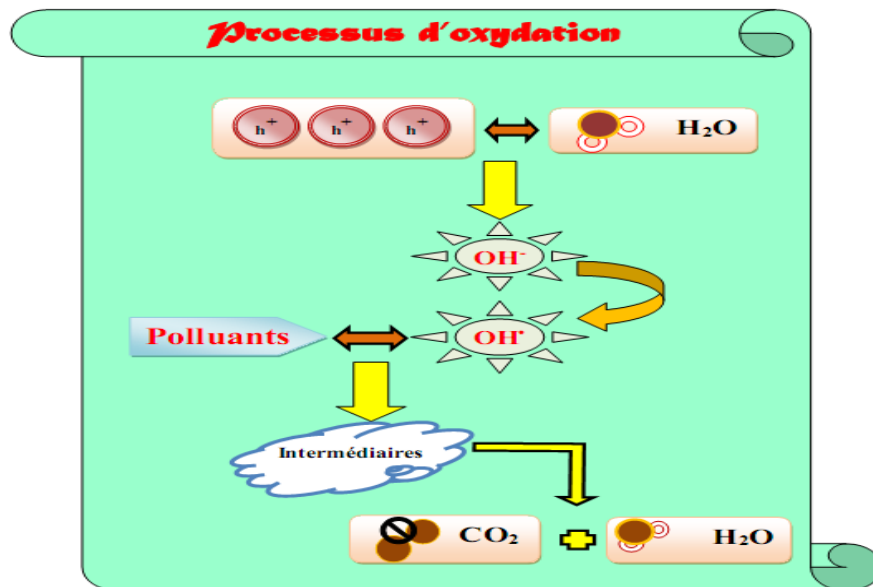 Processus d'oxydation
h+ h+ h+
H₂O
OH-
Polluants
OH•
Intermédiaires
CO₂
H₂O